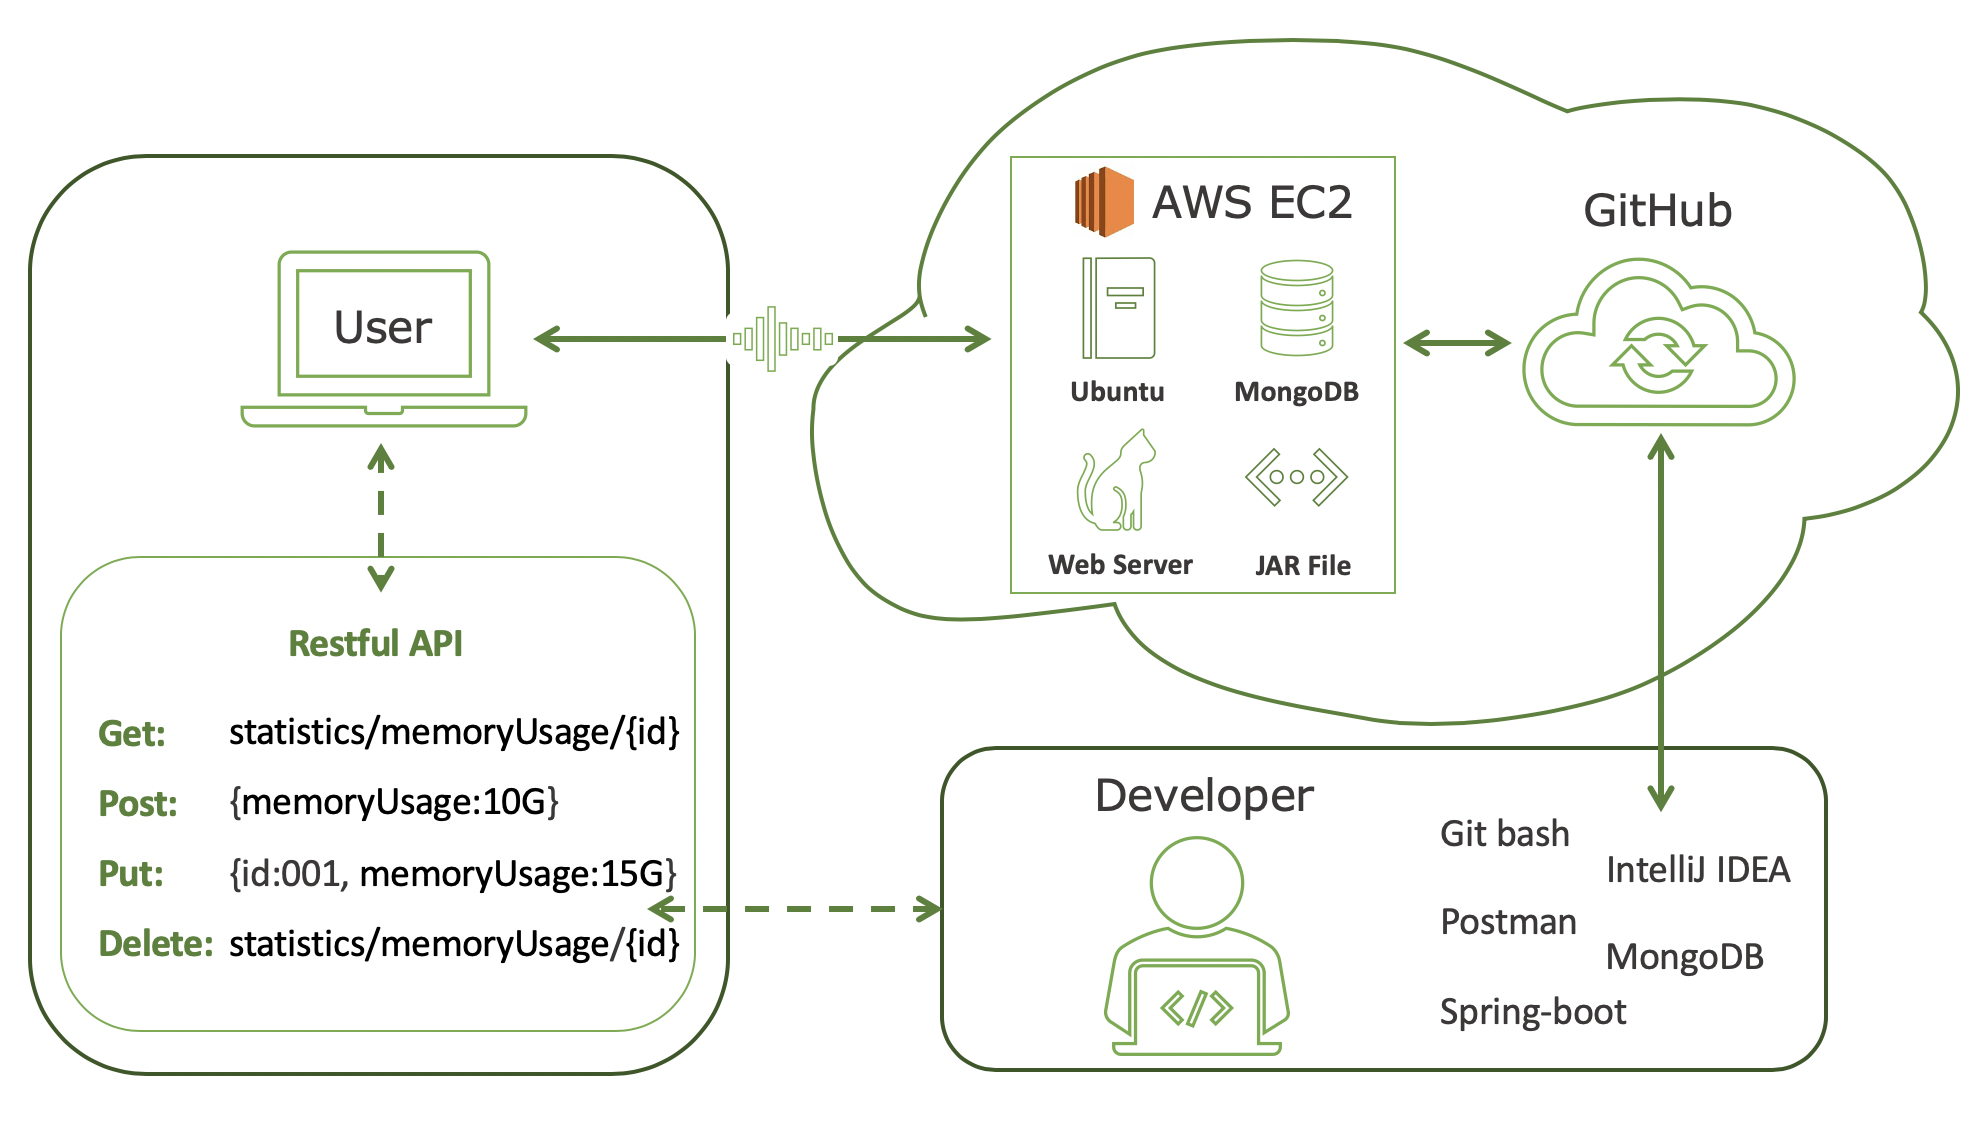 User
Restful API
Get: statistics/memoryUsage/{id}
Post: {memoryUsage:10G}
Put: {id:001, memoryUsage:15G}
Delete: statistics/memoryUsage/{id}
AWS EC2
Ubuntu
MongoDB
Web Server
JAR File
GitHub
Developer
Git bash
IntelliJ IDEA
Postman
MongoDB
Spring-boot